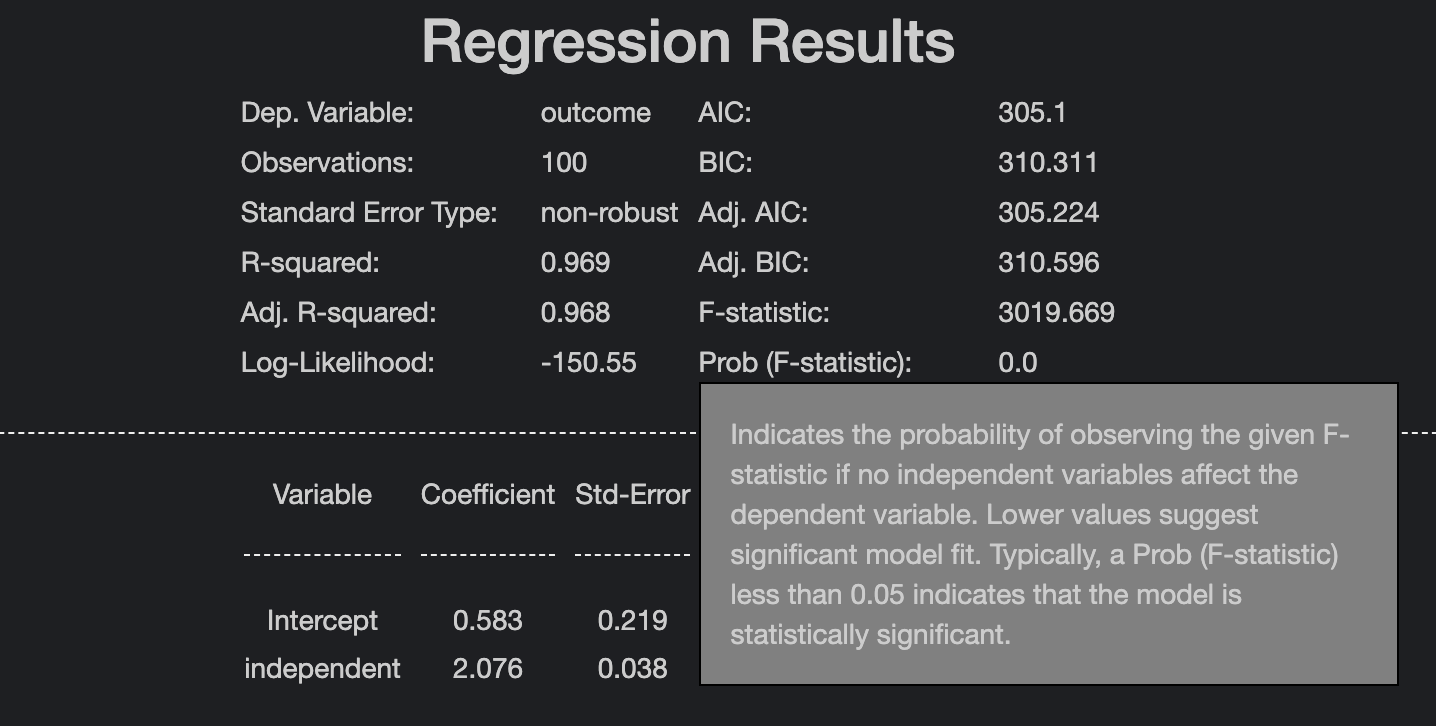 Regression Results
Dep. Variable: outcome AIC: 305.1
Observations: 100 BIC: 310.311
Standard Error Type: non-robust Adj. AIC: 305.224
R-squared: 0.969 Adj. BIC: 310.596
Adj. R-squared: 0.968 F-statistic: 3019.669
Log-Likelihood: -150.55 Prob (F-statistic): 0.0
Indicates the probability of observing the given F-
statistic if no independent variables affect the
dependent variable. Lower values suggest
significant model fit. Typically, a Prob (F-statistic)
less than 0.05 indicates that the model is
statistically significant.
Variable Coefficient Std-Error
Intercept 0.583 0.219
independent 2.076 0.038